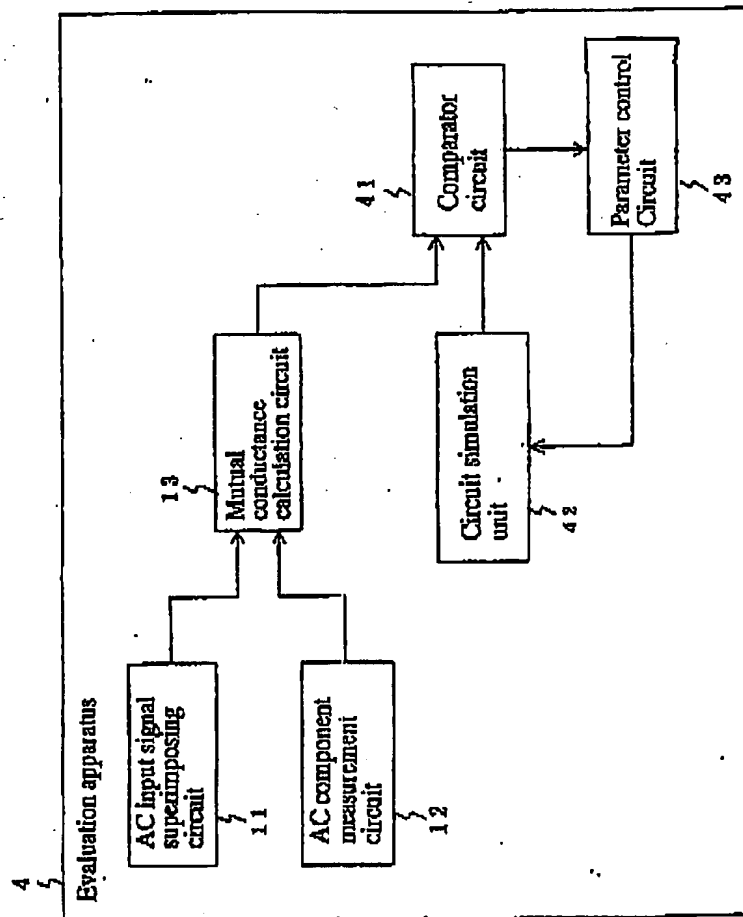 4
Evaluation apparatus
AC input signal
superimposing
circuit
11
AC component
measurement
circuit
12
13
Mutual
conductance
calculation circuit
Circuit simulation
unit
42
41
Comparator
circuit
Parameter control
Circuit
43